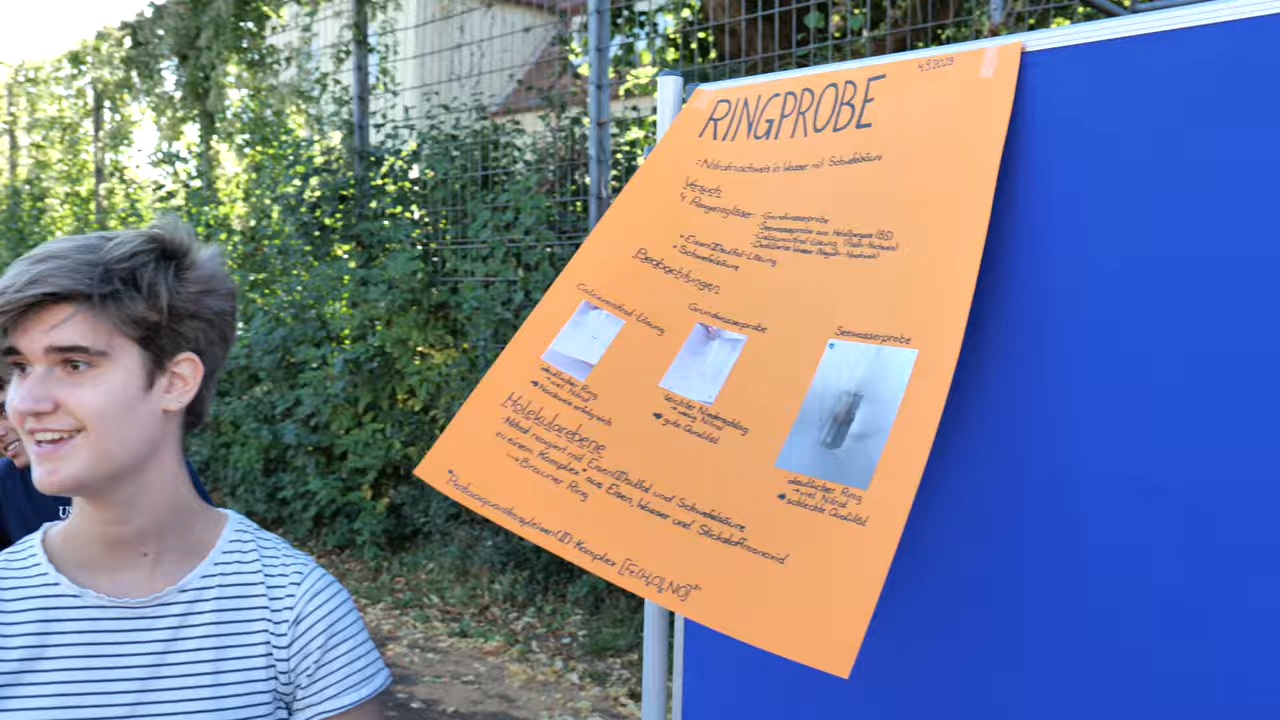 4.9.2023
RINGPROBE
= Nitratnachweis in Wasser mit Schwefelsäure
Versuch
4 Reagenzgläser: -Grundwasserprobe
-Seewasserprobe aus Heidbergsee (BS)
-Calciumnitrat-Lösung (Positiv-Nachweis)
-Destilliertes Wasser (Negativ-Nachweis)
*Eisen(II)sulfat-Lösung
*Schwefelsäure
Beobachtungen
Calciumnitrat-Lösung
Grundwasserprobe
Seewasserprobe
deutlicher Ring
→ viel Nitrat
➔ Nachweis erfolgreich
leichter Niederschlag
→ wenig Nitrat
➔ gute Qualität
deutlicher Ring
→ viel Nitrat
➔ schlechte Qualität
Molekularebene
-Nitrat reagiert mit Eisen(II)sulfat und Schwefelsäure
zu einem Komplex* aus Eisen, Wasser und Stickstoffmonoxid
→ Brauner Ring
*Pentaaquanitrosyleisen(II)-Komplex [Fe(H₂O)₅NO]²⁺
US